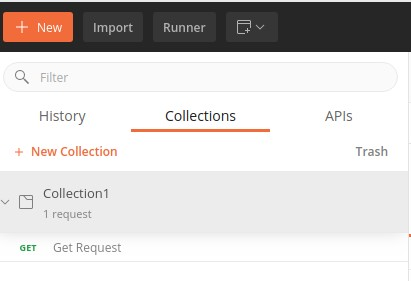 + New Import Runner
Filter
History Collections APIs
+ New Collection Trash
Collection1
1 request
GET Get Request